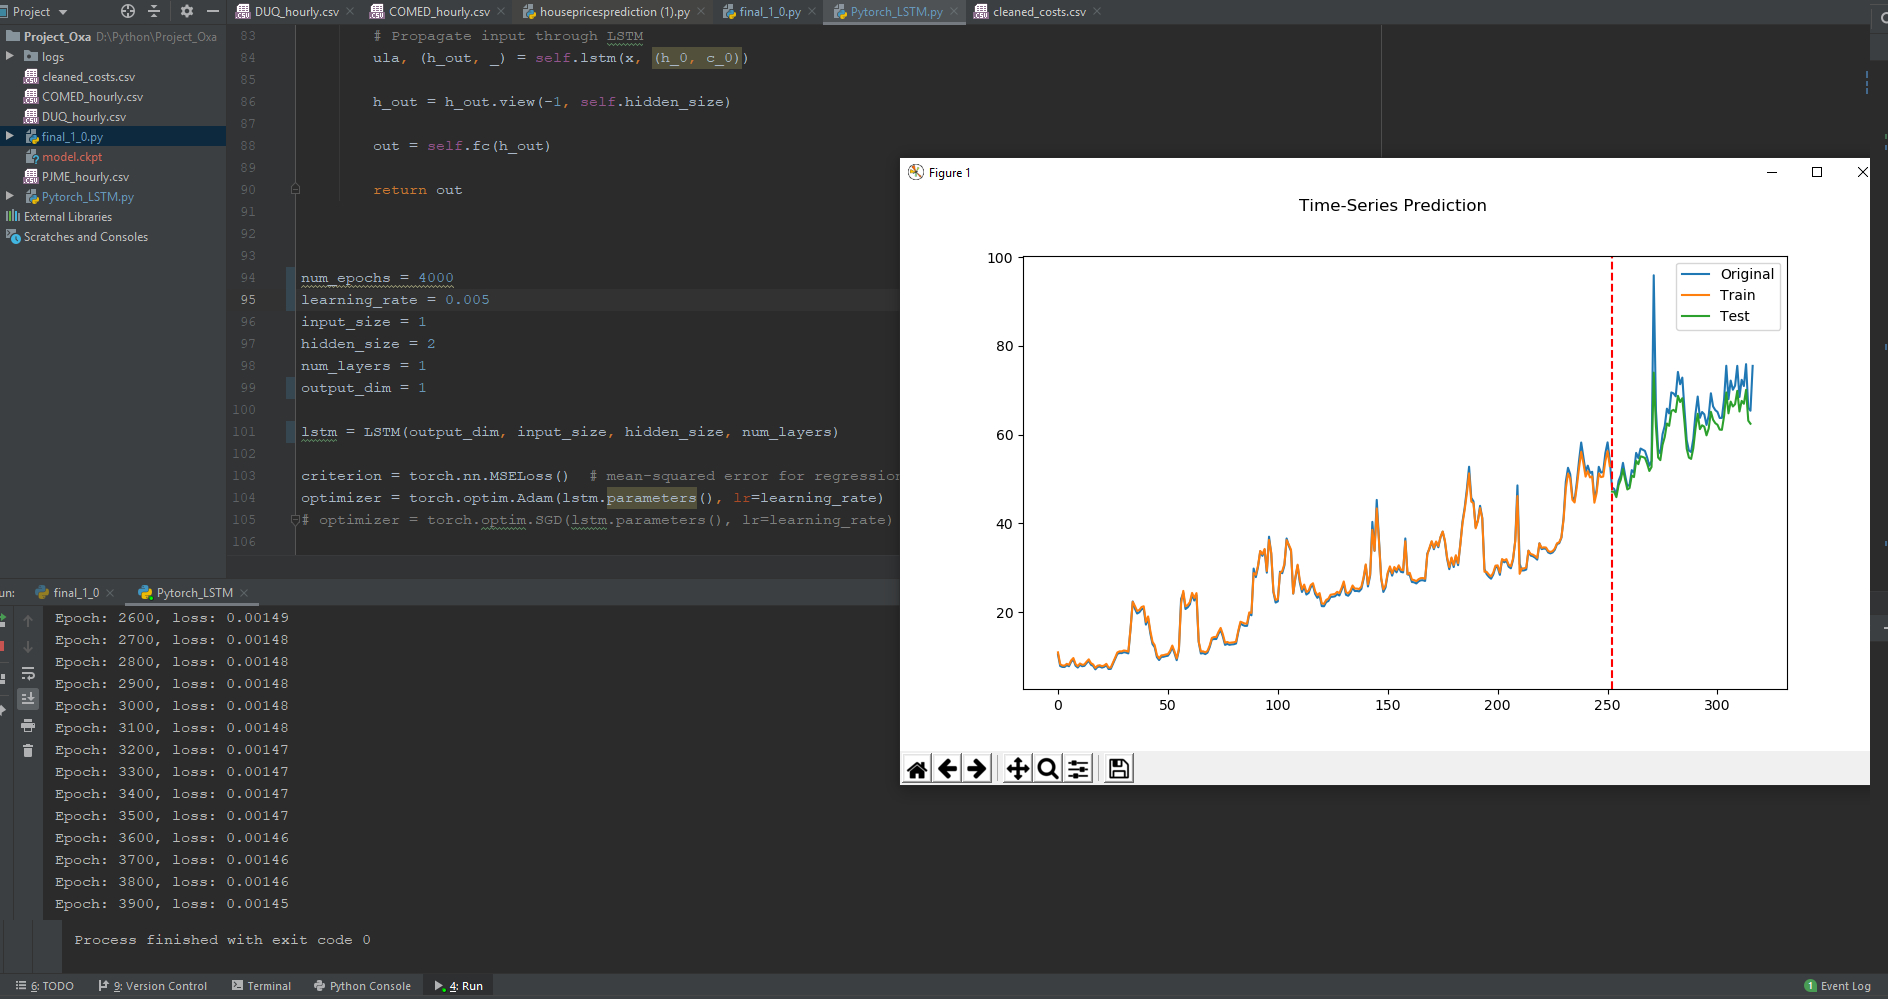 Project
DUQ_hourly.csv
COMED_hourly.csv
housepricesprediction (1).py
final_1_0.py
Pytorch_LSTM.py
cleaned_costs.csv
Project_Oxa D:\Python\Project_Oxa
logs
cleaned_costs.csv
COMED_hourly.csv
DUQ_hourly.csv
final_1_0.py
model.ckpt
PJME_hourly.csv
Pytorch_LSTM.py
External Libraries
Scratches and Consoles
83 # Propagate input through LSTM
84 ula, (h_out, _) = self.lstm(x, (h_0, c_0))
85
86 h_out = h_out.view(-1, self.hidden_size)
87
88 out = self.fc(h_out)
89
90 return out
91
92
93
94 num_epochs = 4000
95 learning_rate = 0.005
96 input_size = 1
97 hidden_size = 2
98 num_layers = 1
99 output_dim = 1
100
101 lstm = LSTM(output_dim, input_size, hidden_size, num_layers)
102
103 criterion = torch.nn.MSELoss() # mean-squared error for regression
104 optimizer = torch.optim.Adam(lstm.parameters(), lr=learning_rate)
105 # optimizer = torch.optim.SGD(lstm.parameters(), lr=learning_rate)
106
Figure 1
Time-Series Prediction
100
80
60
40
20
0 50 100 150 200 250 300
Original
Train
Test
un:
final_1_0
Pytorch_LSTM
Epoch: 2600, loss: 0.00149
Epoch: 2700, loss: 0.00148
Epoch: 2800, loss: 0.00148
Epoch: 2900, loss: 0.00148
Epoch: 3000, loss: 0.00148
Epoch: 3100, loss: 0.00148
Epoch: 3200, loss: 0.00147
Epoch: 3300, loss: 0.00147
Epoch: 3400, loss: 0.00147
Epoch: 3500, loss: 0.00147
Epoch: 3600, loss: 0.00146
Epoch: 3700, loss: 0.00146
Epoch: 3800, loss: 0.00146
Epoch: 3900, loss: 0.00145
Process finished with exit code 0
6: TODO
9: Version Control
Terminal
Python Console
4: Run
1 Event Log